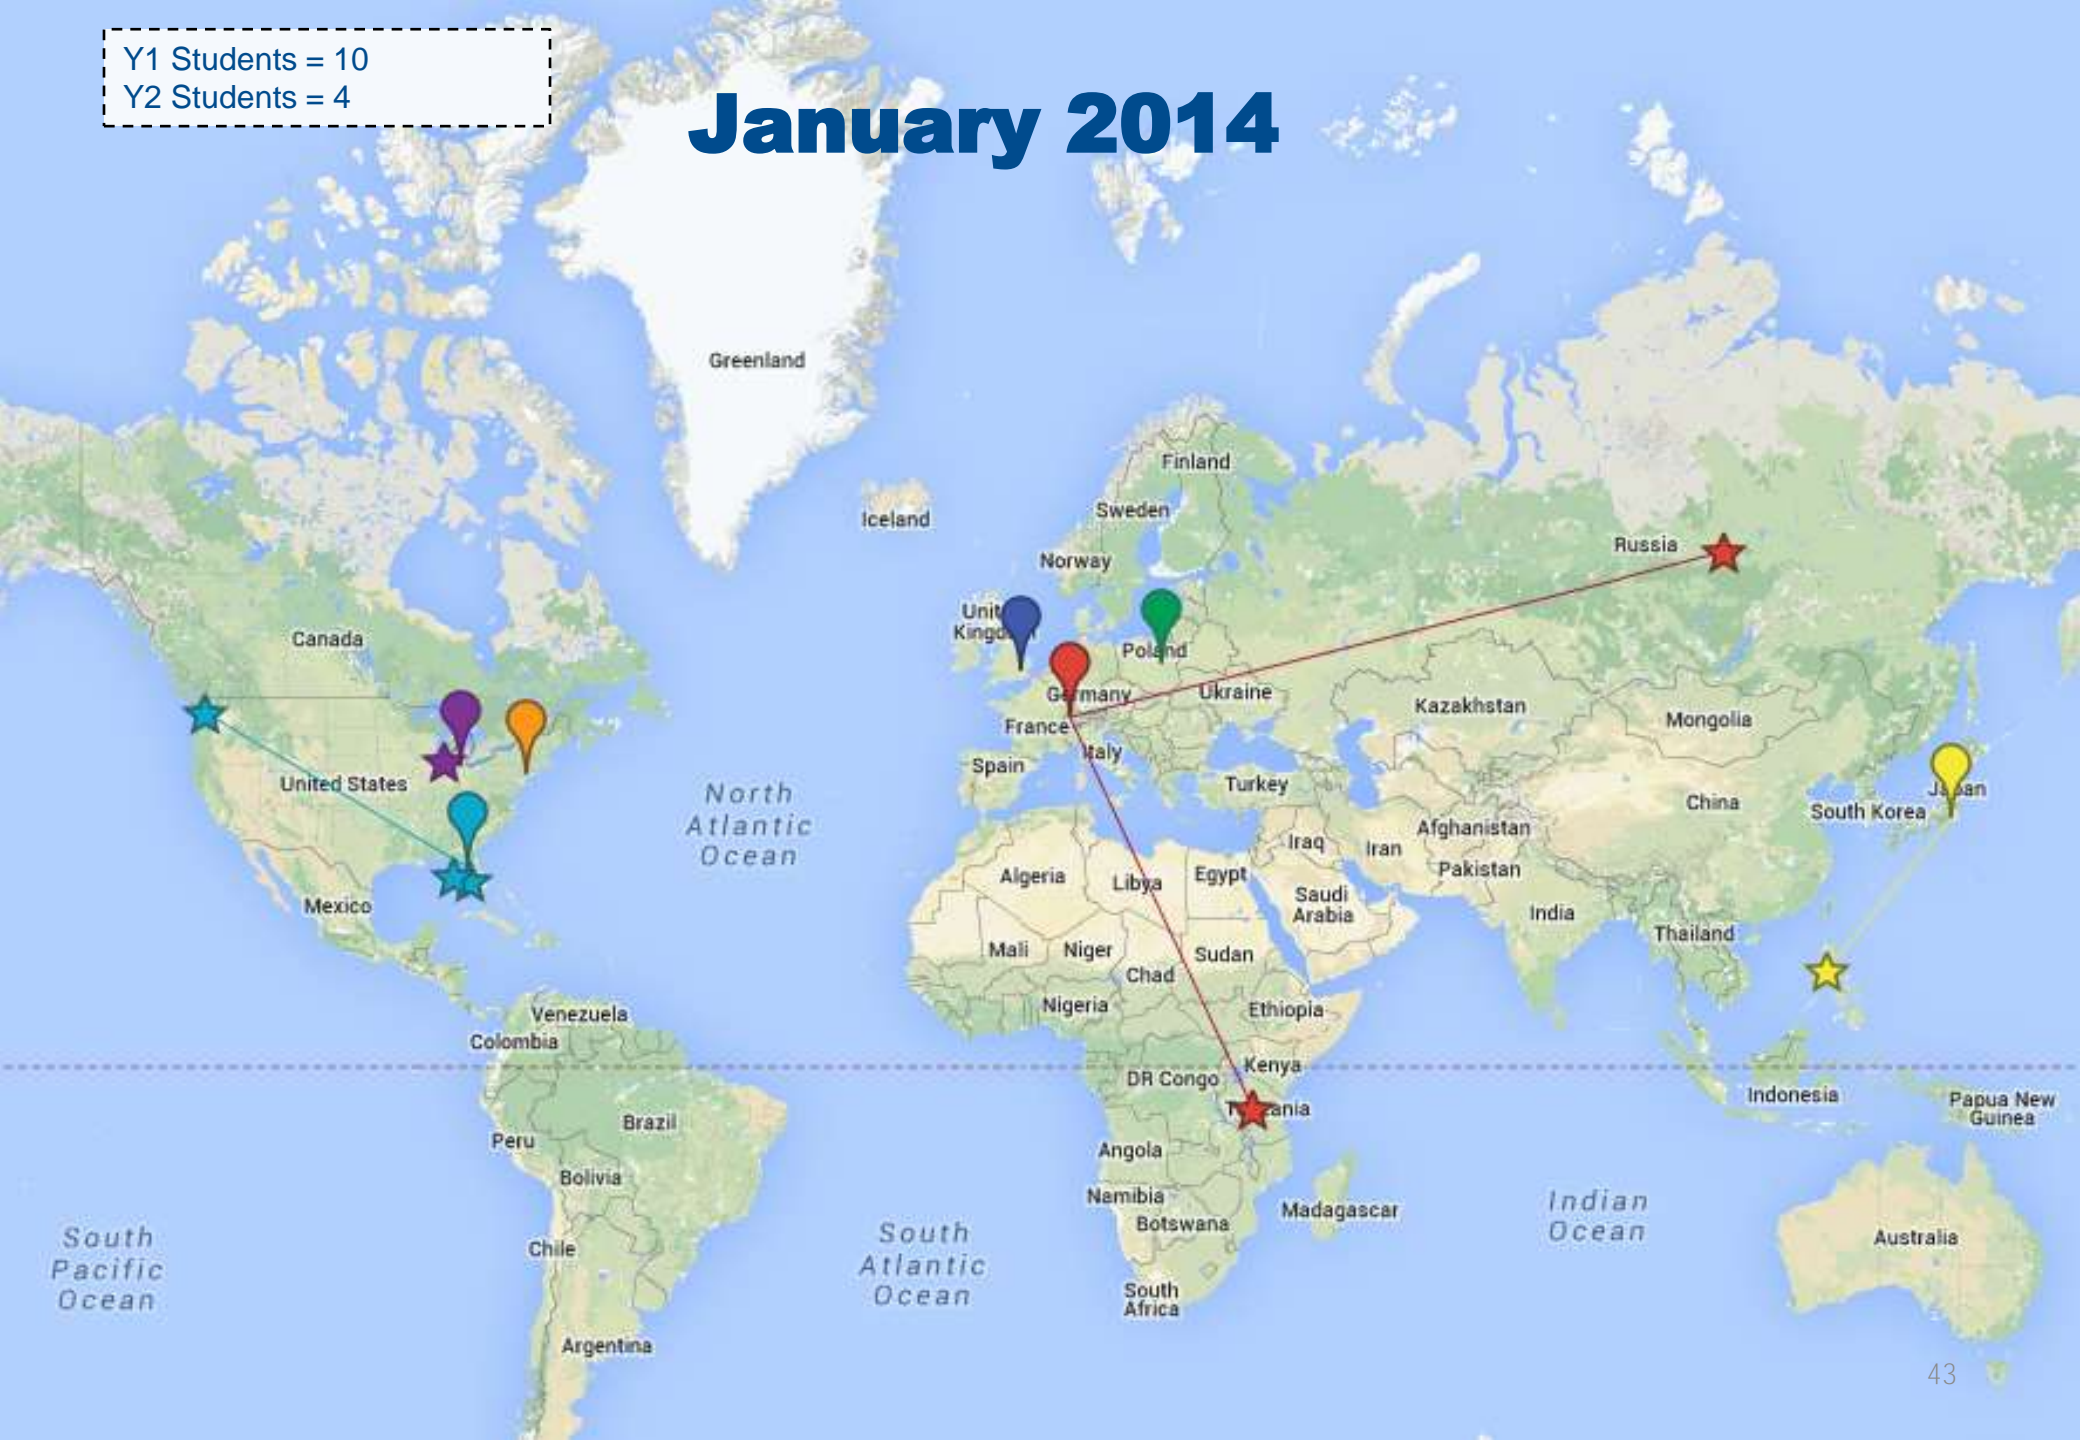 Y1 Students = 10
Y2 Students = 4
January 2014
Greenland
Finland
Iceland
Sweden
Russia
Norway
Canada
Poland
Germany
Ukraine
France
Kazakhstan
Mongolia
Italy
Spain
United States
Turkey
Japan
China
South Korea
North
Atlantic
Ocean
Afghanistan
Iraq
Iran
Pakistan
Algeria
Libya
Egypt
Saudi
Arabia
Mexico
India
Thailand
Mali
Niger
Sudan
Chad
Nigeria
Ethiopia
Venezuela
Colombia
Kenya
DR Congo
Indonesia
Papua New
Guinea
Brazil
Peru
Angola
Bolivia
Namibia
Botswana
Madagascar
Indian
Ocean
South
Pacific
Ocean
Chile
South
Atlantic
Ocean
Australia
South
Africa
Argentina
43